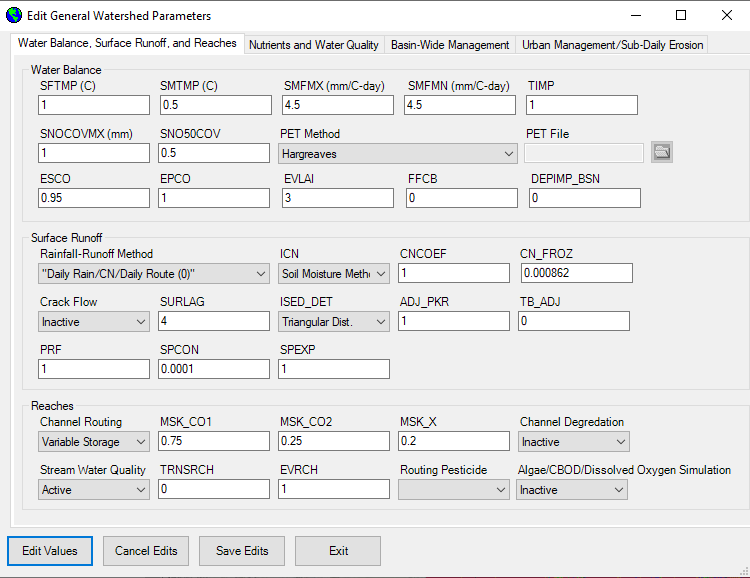 Edit General Watershed Parameters
Water Balance, Surface Runoff, and Reaches Nutrients and Water Quality Basin-Wide Management Urban Management/Sub-Daily Erosion
Water Balance
SFTMP (C) SMTMP (C) SMFMX (mm/C-day) SMFMN (mm/C-day) TIMP
1 0.5 4.5 4.5 1
SNOCOVMX (mm) SNO50COV PET Method PET File
1 0.5 Hargreaves
ESCO EPCO EVLAI FFCB DEPIMP_BSN
0.95 1 3 0 0
Surface Runoff
Rainfall-Runoff Method ICN CNCOEF CN_FROZ
"Daily Rain/CN/Daily Route (0)" Soil Moisture Metho 1 0.000862
Crack Flow SURLAG ISED_DET ADJ_PKR TB_ADJ
Inactive 4 Triangular Dist. 1 0
PRF SPCON SPEXP
1 0.0001 1
Reaches
Channel Routing MSK_CO1 MSK_CO2 MSK_X Channel Degredation
Variable Storage 0.75 0.25 0.2 Inactive
Stream Water Quality TRNSRCH EVRCH Routing Pesticide Algae/CBOD/Dissolved Oxygen Simulation
Active 0 1 Inactive
Edit Values Cancel Edits Save Edits Exit